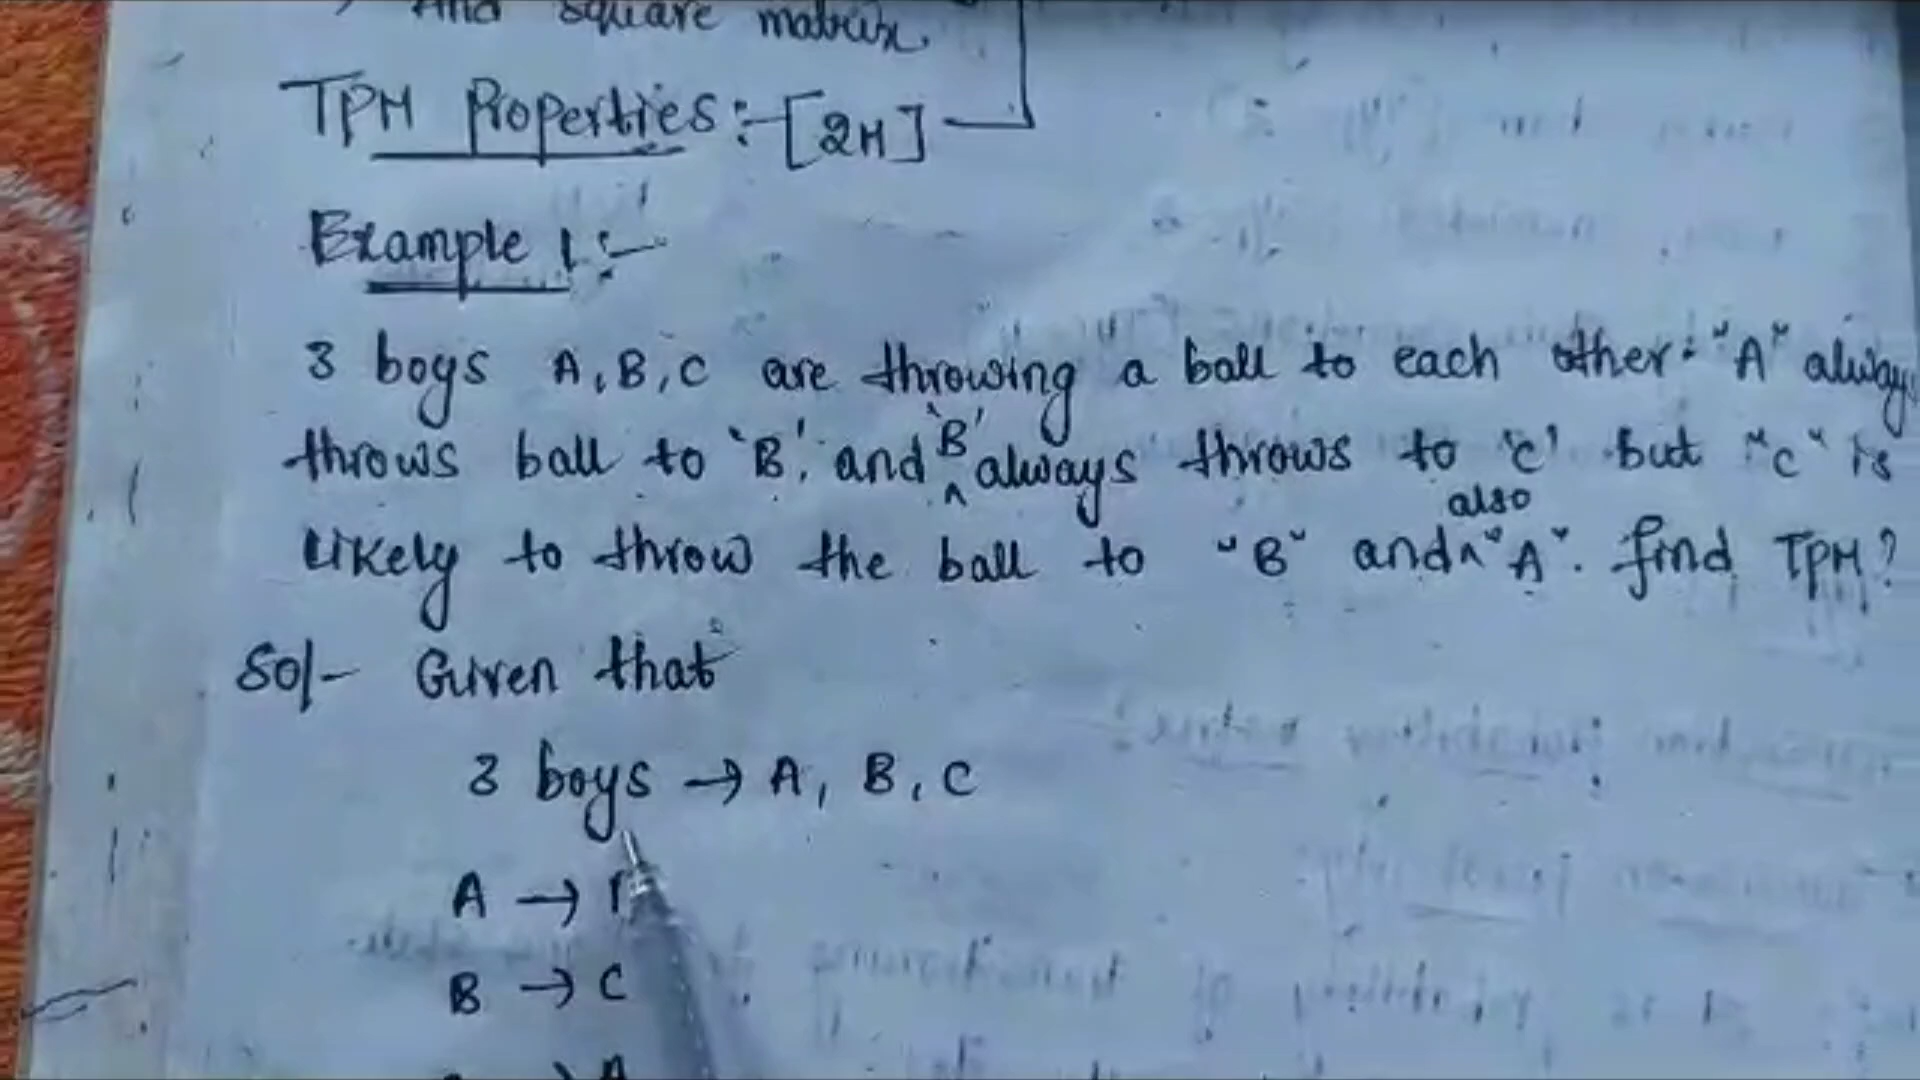 and square matrix.
TPM Properties:- [2M]
Example 1:-
3 boys A, B, C are throwing a ball to each other. "A" always
throws ball to 'B'. and 'B' always throws to 'C' but "C" is
likely to throw the ball to "B" and also "A". find TPM?
Sol- Given that
3 boys → A, B, C
A →
B → C
→ A